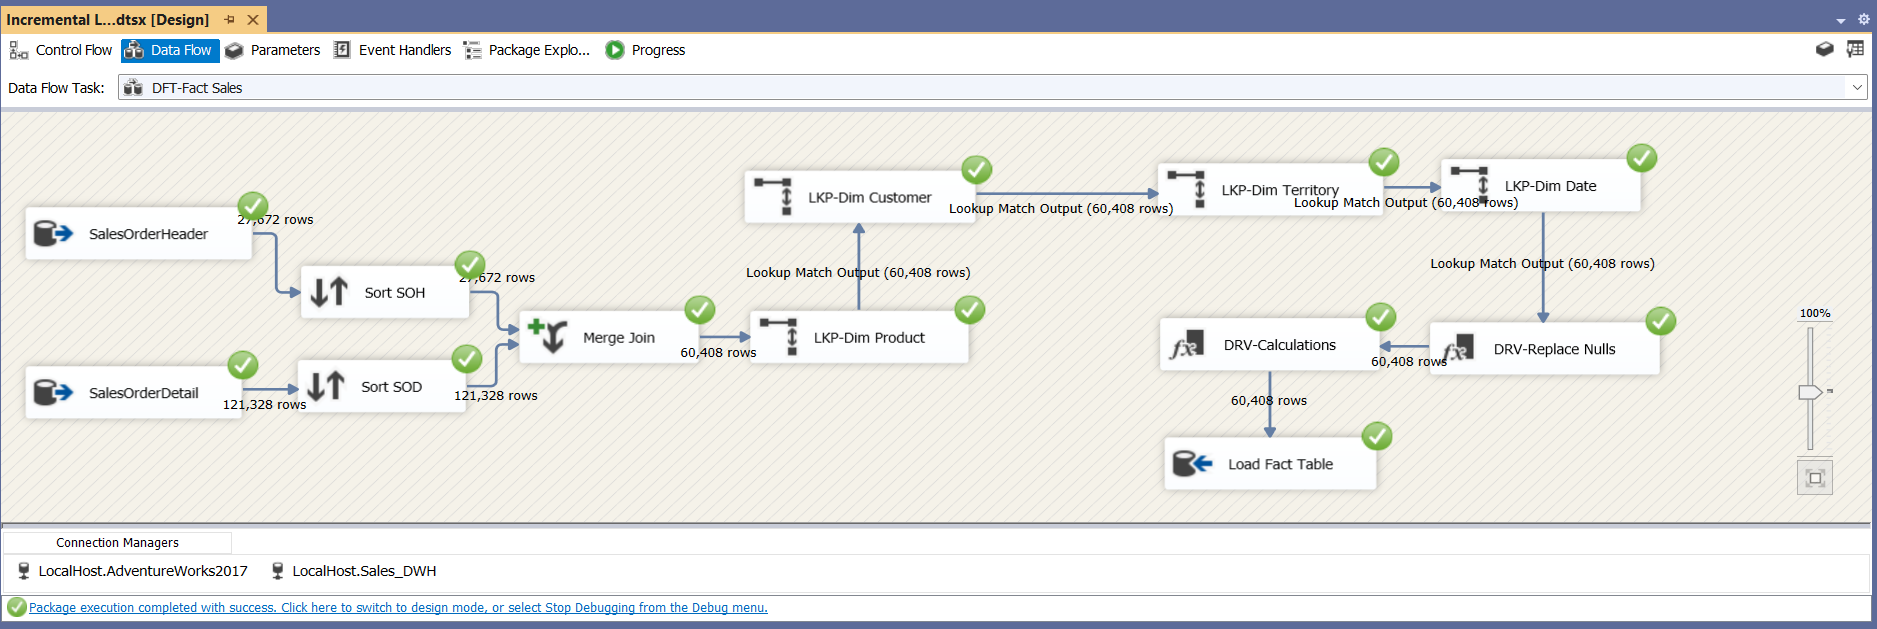 Incremental L...dtsx [Design]
Control Flow
Data Flow
Parameters
Event Handlers
Package Explo...
Progress
Data Flow Task:
DFT-Fact Sales
SalesOrderHeader
27,672 rows
Sort SOH
27,672 rows
SalesOrderDetail
121,328 rows
Sort SOD
121,328 rows
Merge Join
60,408 rows
LKP-Dim Product
Lookup Match Output (60,408 rows)
LKP-Dim Customer
Lookup Match Output (60,408 rows)
LKP-Dim Territory
Lookup Match Output (60,408 rows)
LKP-Dim Date
Lookup Match Output (60,408 rows)
DRV-Replace Nulls
60,408 rows
DRV-Calculations
60,408 rows
Load Fact Table
100%
Connection Managers
LocalHost.AdventureWorks2017
LocalHost.Sales_DWH
Package execution completed with success. Click here to switch to design mode, or select Stop Debugging from the Debug menu.